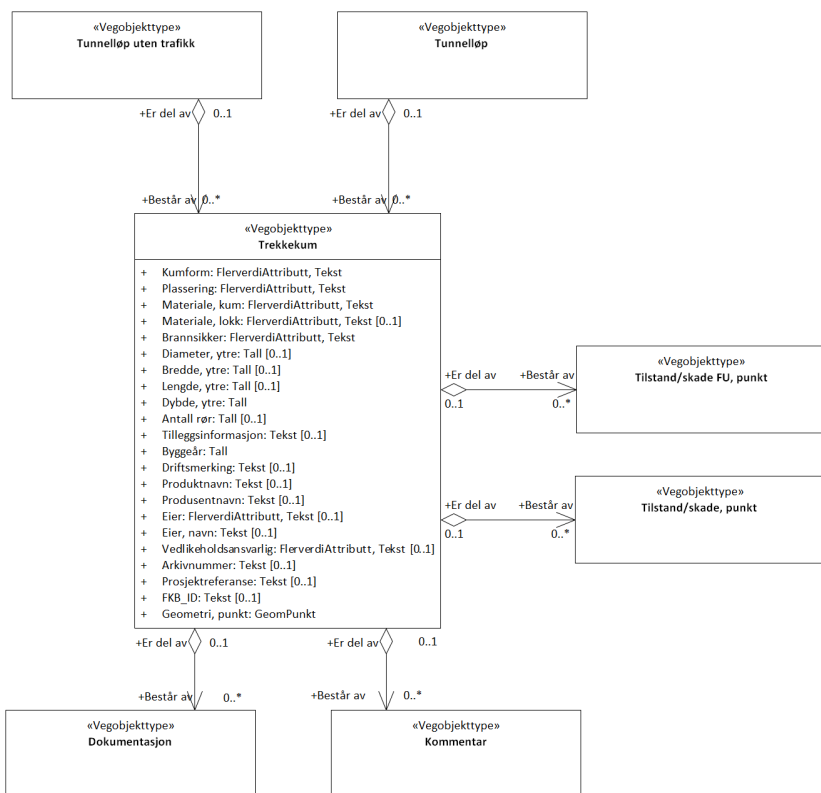 «Vegobjekttype»
Tunnelløp uten trafikk
«Vegobjekttype»
Tunnelløp
+Er del av 0..1
+Er del av 0..1
+Består av 0..*
+Består av 0..*
«Vegobjekttype»
Trekkekum
+ Kumform: FlerverdiAttributt, Tekst
+ Plassering: FlerverdiAttributt, Tekst
+ Materiale, kum: FlerverdiAttributt, Tekst
+ Materiale, lokk: FlerverdiAttributt, Tekst [0..1]
+ Brannsikker: FlerverdiAttributt, Tekst
+ Diameter, ytre: Tall [0..1]
+ Bredde, ytre: Tall [0..1]
+ Lengde, ytre: Tall [0..1]
+ Dybde, ytre: Tall
+ Antall rør: Tall [0..1]
+ Tilleggsinformasjon: Tekst [0..1]
+ Byggeår: Tall
+ Driftsmerking: Tekst [0..1]
+ Produktnavn: Tekst [0..1]
+ Produsentnavn: Tekst [0..1]
+ Eier: FlerverdiAttributt, Tekst [0..1]
+ Eier, navn: Tekst [0..1]
+ Vedlikeholdsansvarlig: FlerverdiAttributt, Tekst [0..1]
+ Arkivnummer: Tekst [0..1]
+ Prosjektreferanse: Tekst [0..1]
+ FKB_ID: Tekst [0..1]
+ Geometri, punkt: GeomPunkt
+Er del av +Består av
0..1 0..*
«Vegobjekttype»
Tilstand/skade FU, punkt
+Er del av +Består av
0..1 0..*
«Vegobjekttype»
Tilstand/skade, punkt
+Er del av 0..1
+Er del av 0..1
+Består av 0..*
+Består av 0..*
«Vegobjekttype»
Dokumentasjon
«Vegobjekttype»
Kommentar